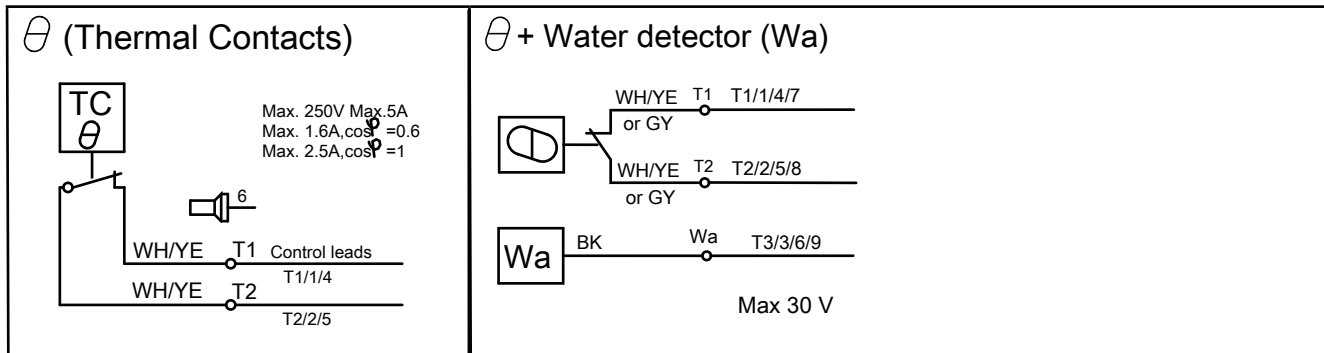 θ (Thermal Contacts)
TC
θ
Max. 250V Max.5A
Max. 1.6A,cosφ =0.6
Max. 2.5A,cosφ =1
6
WH/YE T1 Control leads
T1/1/4
WH/YE T2
T2/2/5
θ + Water detector (Wa)
WH/YE T1 T1/1/4/7
or GY
WH/YE T2 T2/2/5/8
or GY
Wa BK Wa T3/3/6/9
Max 30 V